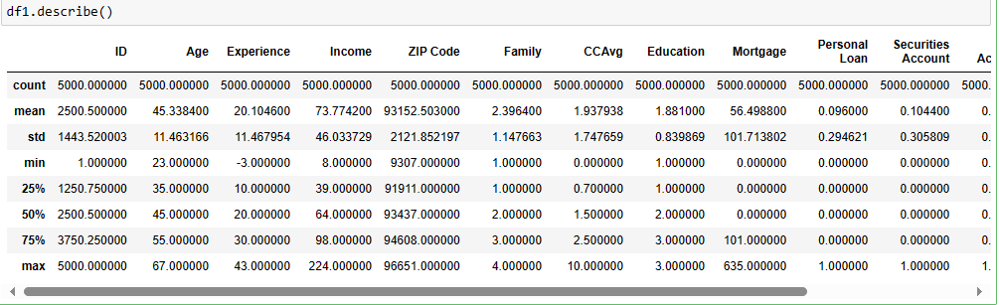 df1.describe()
ID Age Experience Income ZIP Code Family CCAvg Education Mortgage Personal Loan Securities Account Ac
count 5000.000000 5000.000000 5000.000000 5000.000000 5000.000000 5000.000000 5000.000000 5000.000000 5000.000000 5000.000000 5000.000000 5000.
mean 2500.500000 45.338400 20.104600 73.774200 93152.503000 2.396400 1.937938 1.881000 56.498800 0.096000 0.104400 0.
std 1443.520003 11.463166 11.467954 46.033729 2121.852197 1.147663 1.747659 0.839869 101.713802 0.294621 0.305809 0.
min 1.000000 23.000000 -3.000000 8.000000 9307.000000 1.000000 0.000000 1.000000 0.000000 0.000000 0.000000 0.
25% 1250.750000 35.000000 10.000000 39.000000 91911.000000 1.000000 0.700000 1.000000 0.000000 0.000000 0.000000 0.
50% 2500.500000 45.000000 20.000000 64.000000 93437.000000 2.000000 1.500000 2.000000 0.000000 0.000000 0.000000 0.
75% 3750.250000 55.000000 30.000000 98.000000 94608.000000 3.000000 2.500000 3.000000 101.000000 0.000000 0.000000 0.
max 5000.000000 67.000000 43.000000 224.000000 96651.000000 4.000000 10.000000 3.000000 635.000000 1.000000 1.000000 1.